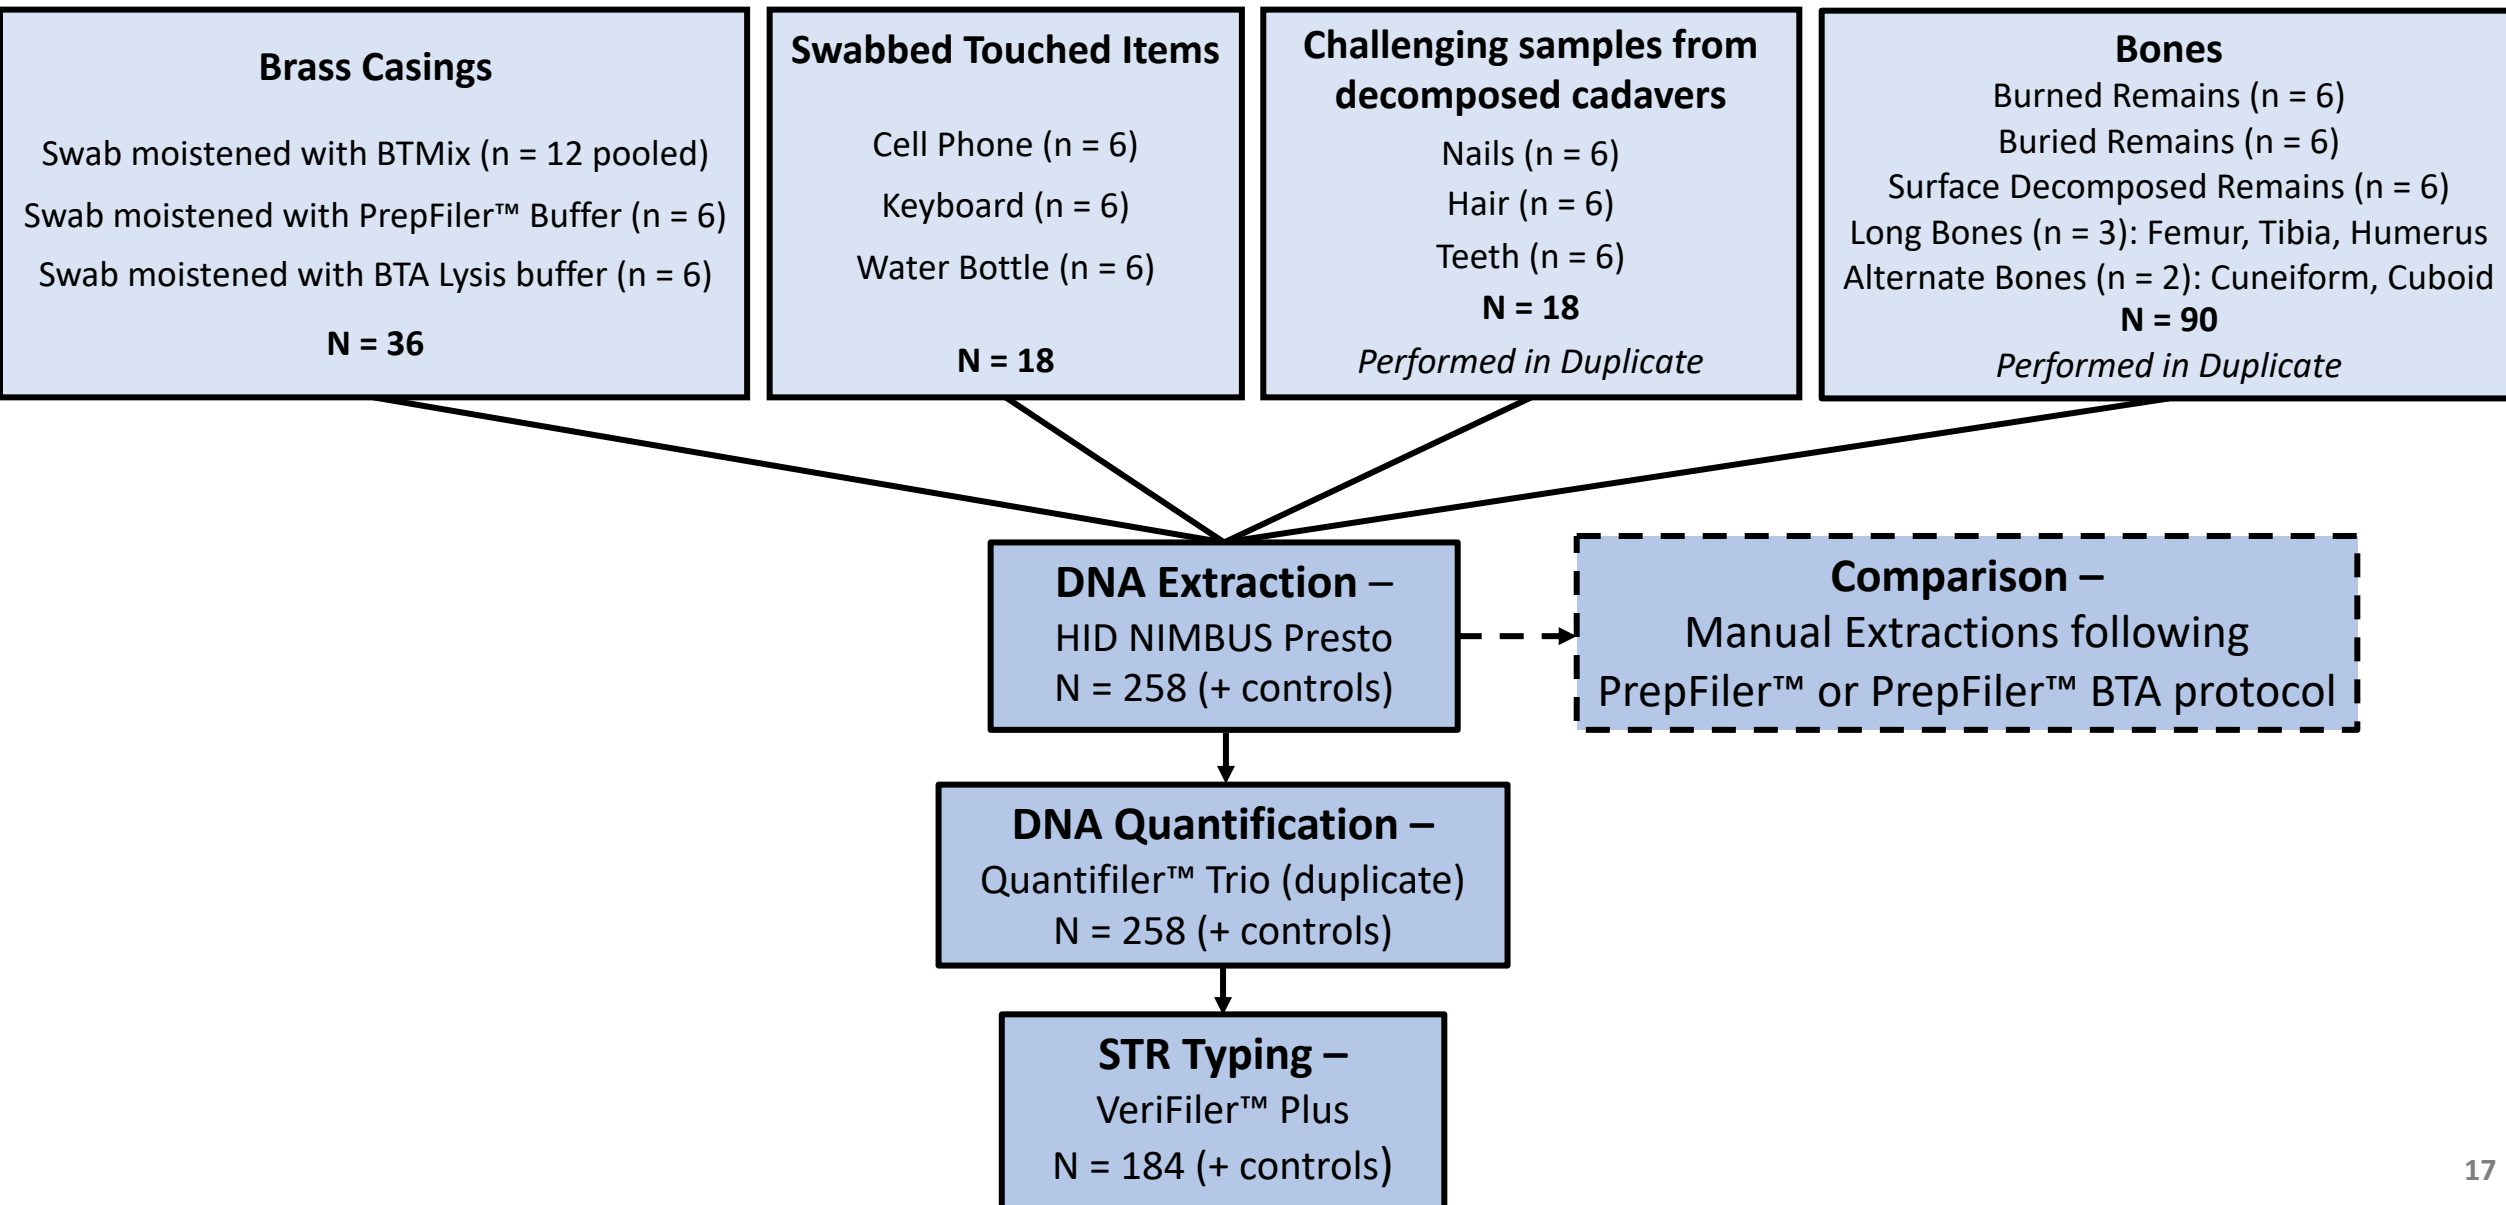 Brass Casings
Swab moistened with BTMix (n = 12 pooled)
Swab moistened with PrepFiler™ Buffer (n = 6)
Swab moistened with BTA Lysis buffer (n = 6)
N = 36
Swabbed Touched Items
Cell Phone (n = 6)
Keyboard (n = 6)
Water Bottle (n = 6)
N = 18
Challenging samples from
decomposed cadavers
Nails (n = 6)
Hair (n = 6)
Teeth (n = 6)
N = 18
Performed in Duplicate
Bones
Burned Remains (n = 6)
Buried Remains (n = 6)
Surface Decomposed Remains (n = 6)
Long Bones (n = 3): Femur, Tibia, Humerus
Alternate Bones (n = 2): Cuneiform, Cuboid
N = 90
Performed in Duplicate
DNA Extraction –
HID NIMBUS Presto
N = 258 (+ controls)
Comparison –
Manual Extractions following
PrepFiler™ or PrepFiler™ BTA protocol
DNA Quantification –
Quantifiler™ Trio (duplicate)
N = 258 (+ controls)
STR Typing –
VeriFiler™ Plus
N = 184 (+ controls)
17